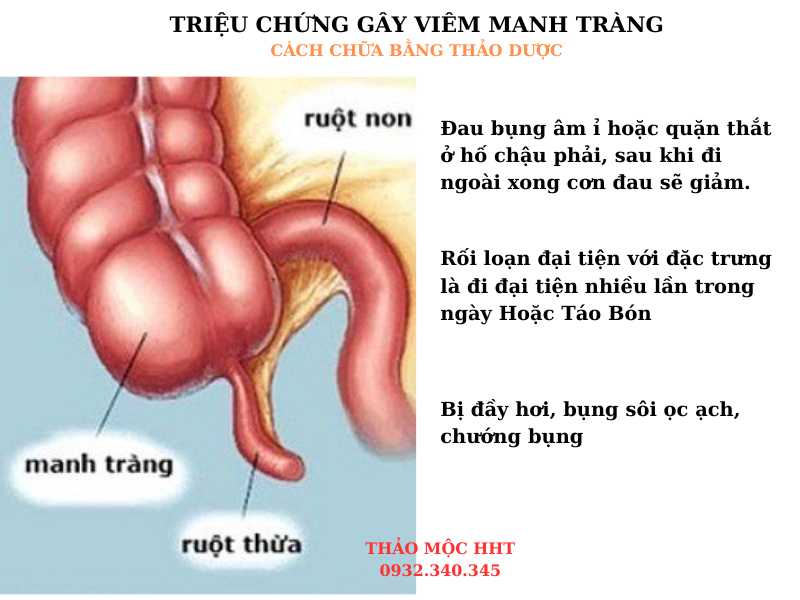 TRIỆU CHỨNG GÂY VIÊM MANH TRÀNG
CÁCH CHỮA BẰNG THẢO DƯỢC
ruột non
Đau bụng âm ỉ hoặc quặn thắt
ở hố chậu phải, sau khi đi
ngoài xong cơn đau sẽ giảm.
Rối loạn đại tiện với đặc trưng
là đi đại tiện nhiều lần trong
ngày Hoặc Táo Bón
Bị đầy hơi, bụng sôi ọc ạch,
chướng bụng
manh tràng
ruột thừa
THẢO MỘC HHT
0932.340.345